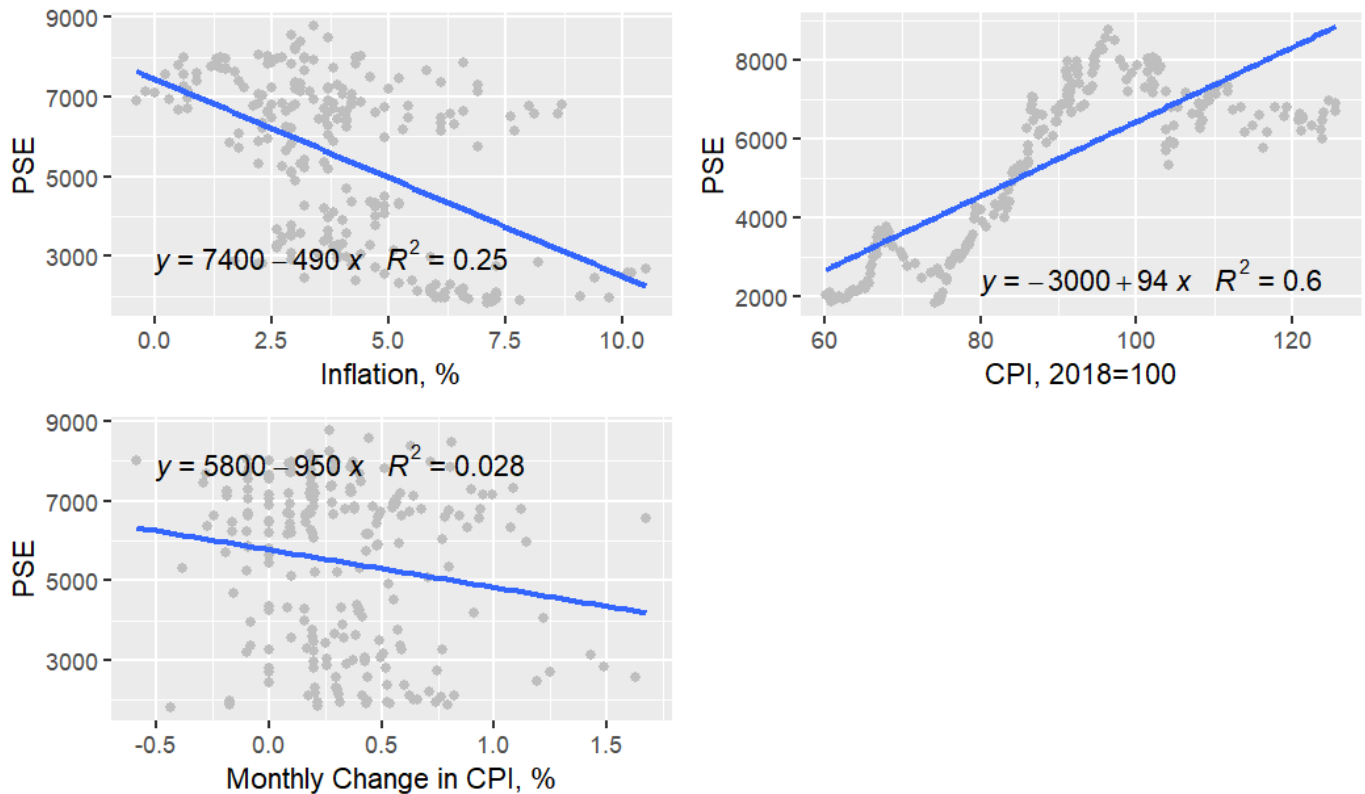 PSE
9000
7000
5000
3000
y = 7400 – 490 x R² = 0.25
0.0 2.5 5.0 7.5 10.0
Inflation, %
PSE
8000
6000
4000
2000
y = – 3000 + 94 x R² = 0.6
60 80 100 120
CPI, 2018=100
PSE
9000
7000
5000
3000
y = 5800 – 950 x R² = 0.028
-0.5 0.0 0.5 1.0 1.5
Monthly Change in CPI, %